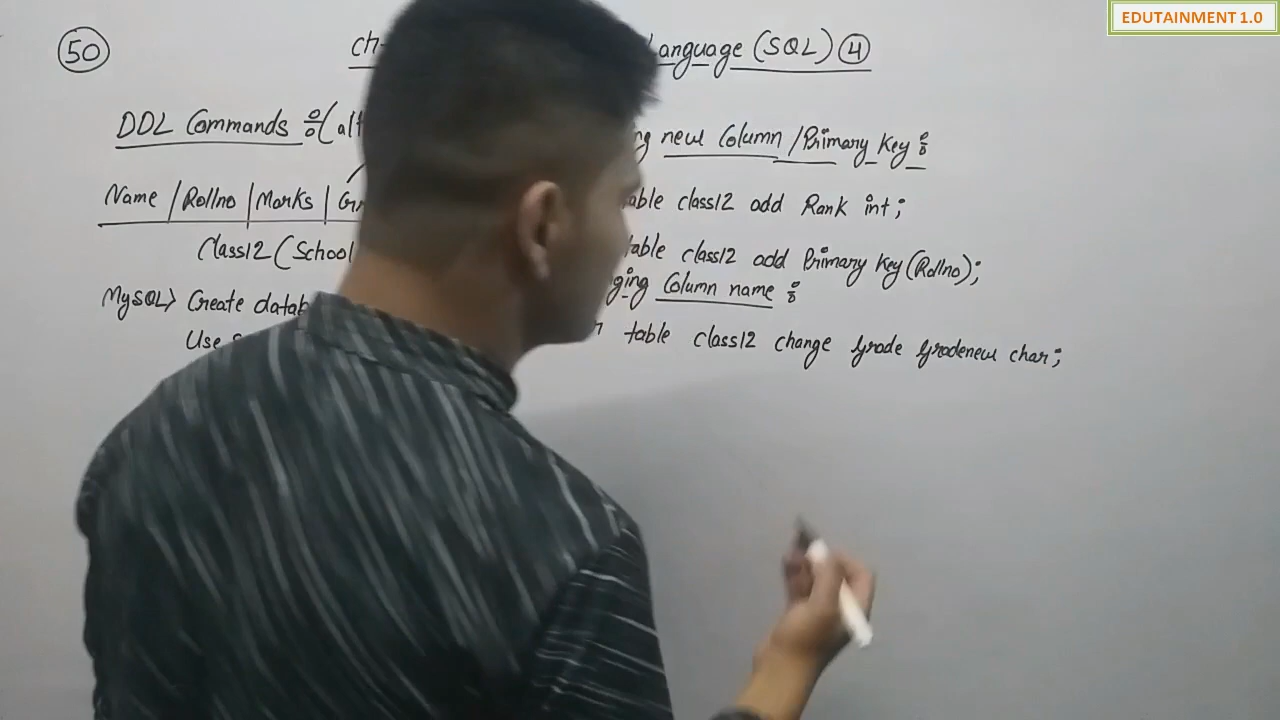 EDUTAINMENT 1.0
50
Ch- Language (SQL) 4
DDL Commands : (alt
Name | Rollno | Marks | Gr
Class12 (School
MySQL> Create datab
Use S
ng new Column / Primary Key :
able class12 add Rank int ;
table class12 add Primary Key (Rollno) ;
ging Column name :
table class12 change Grade Gradenew char ;